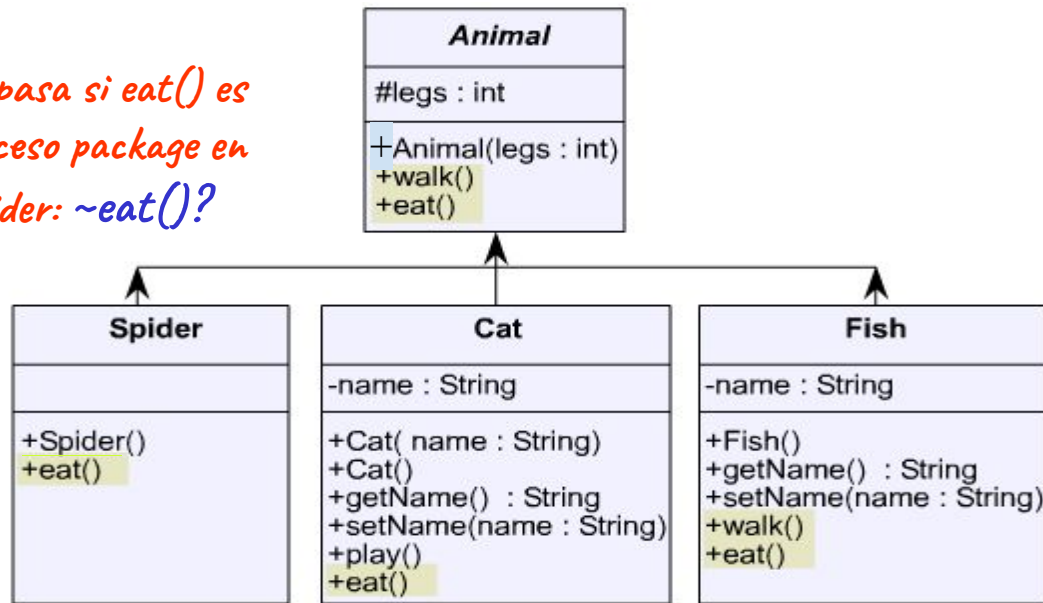 pasa si eat() es
ceso package en
der: ~eat()?
Animal
#legs : int
+Animal(legs : int)
+walk()
+eat()
Spider
+Spider()
+eat()
Cat
-name : String
+Cat( name : String)
+Cat()
+getName() : String
+setName(name : String)
+play()
+eat()
Fish
-name : String
+Fish()
+getName() : String
+setName(name : String)
+walk()
+eat()